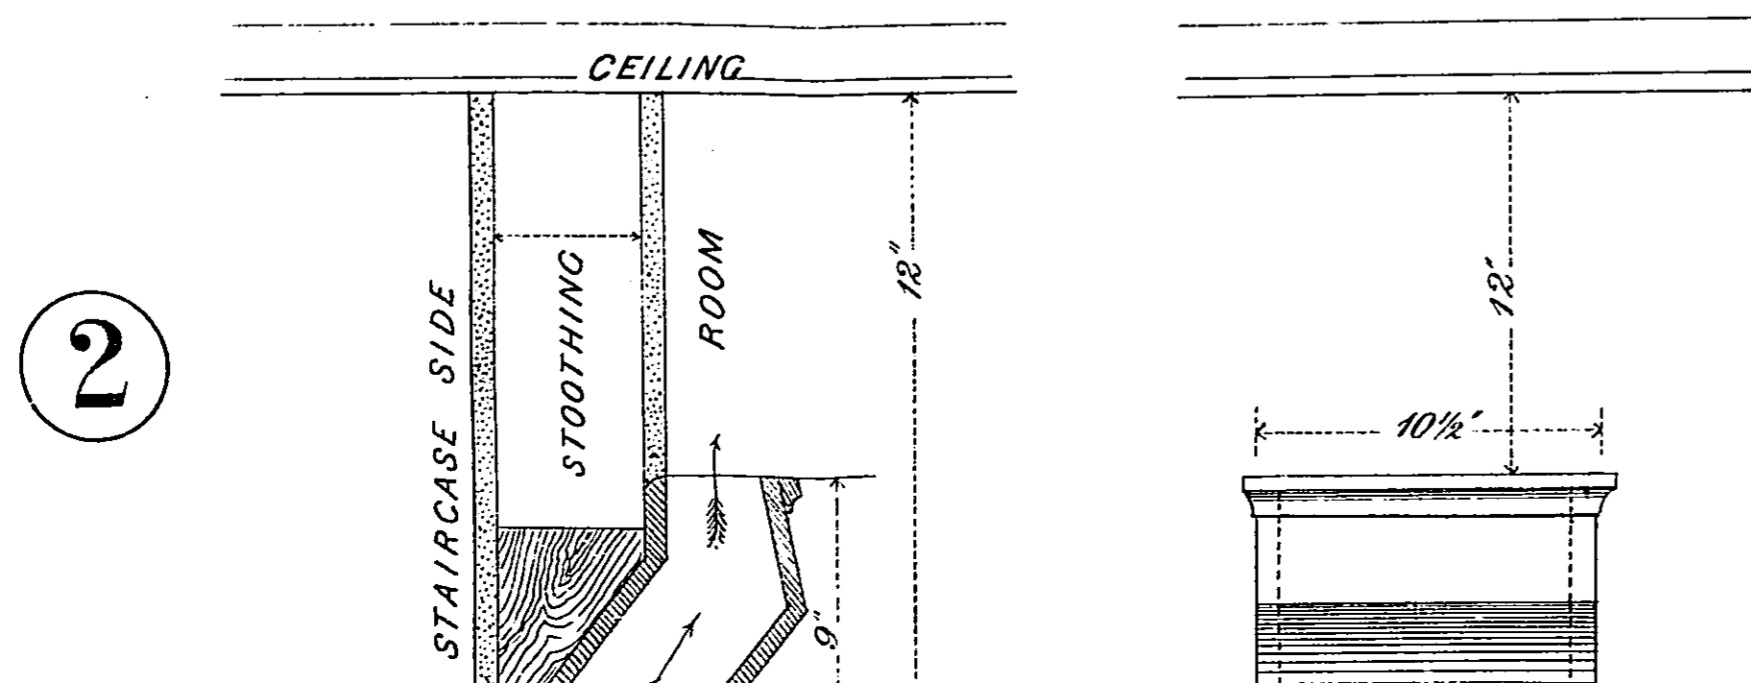 CEILING
2
STAIRCASE SIDE
STOOTHING
ROOM
12"
9"
12"
10½"